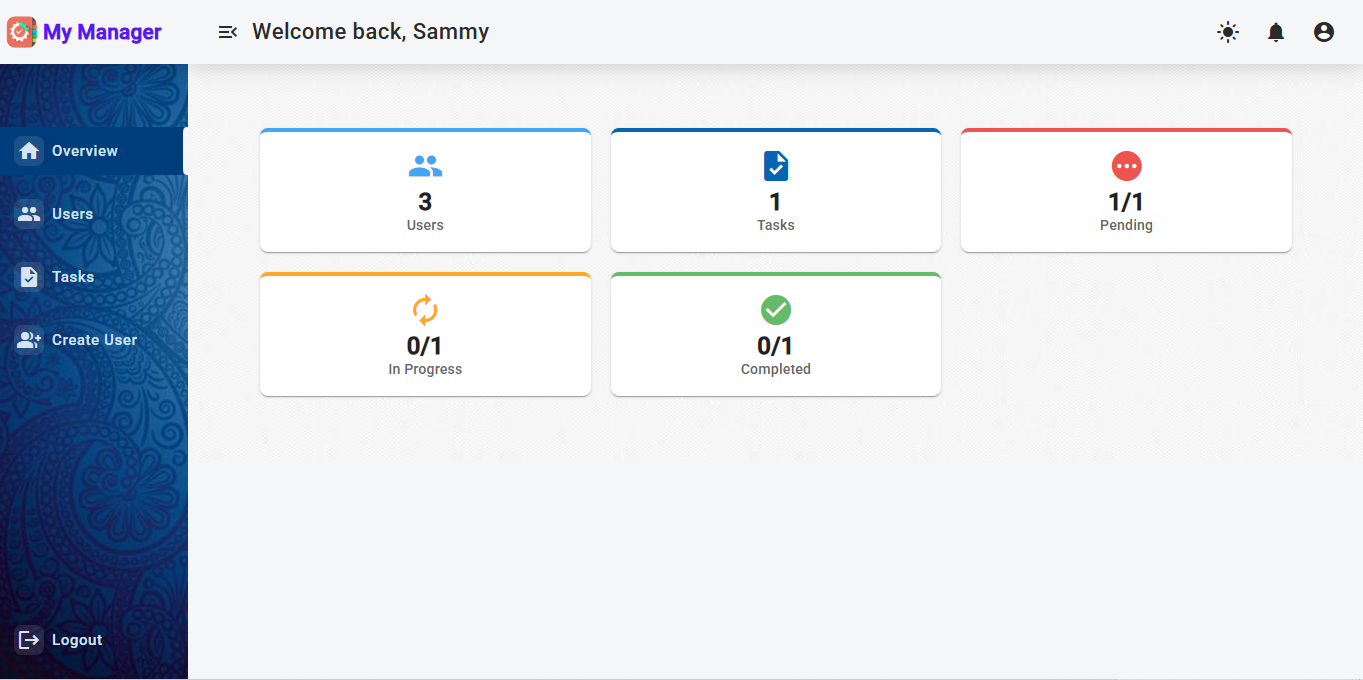 My Manager
Welcome back, Sammy
Overview
Users
Tasks
Create User
Logout
3
Users
1
Tasks
1/1
Pending
0/1
In Progress
0/1
Completed